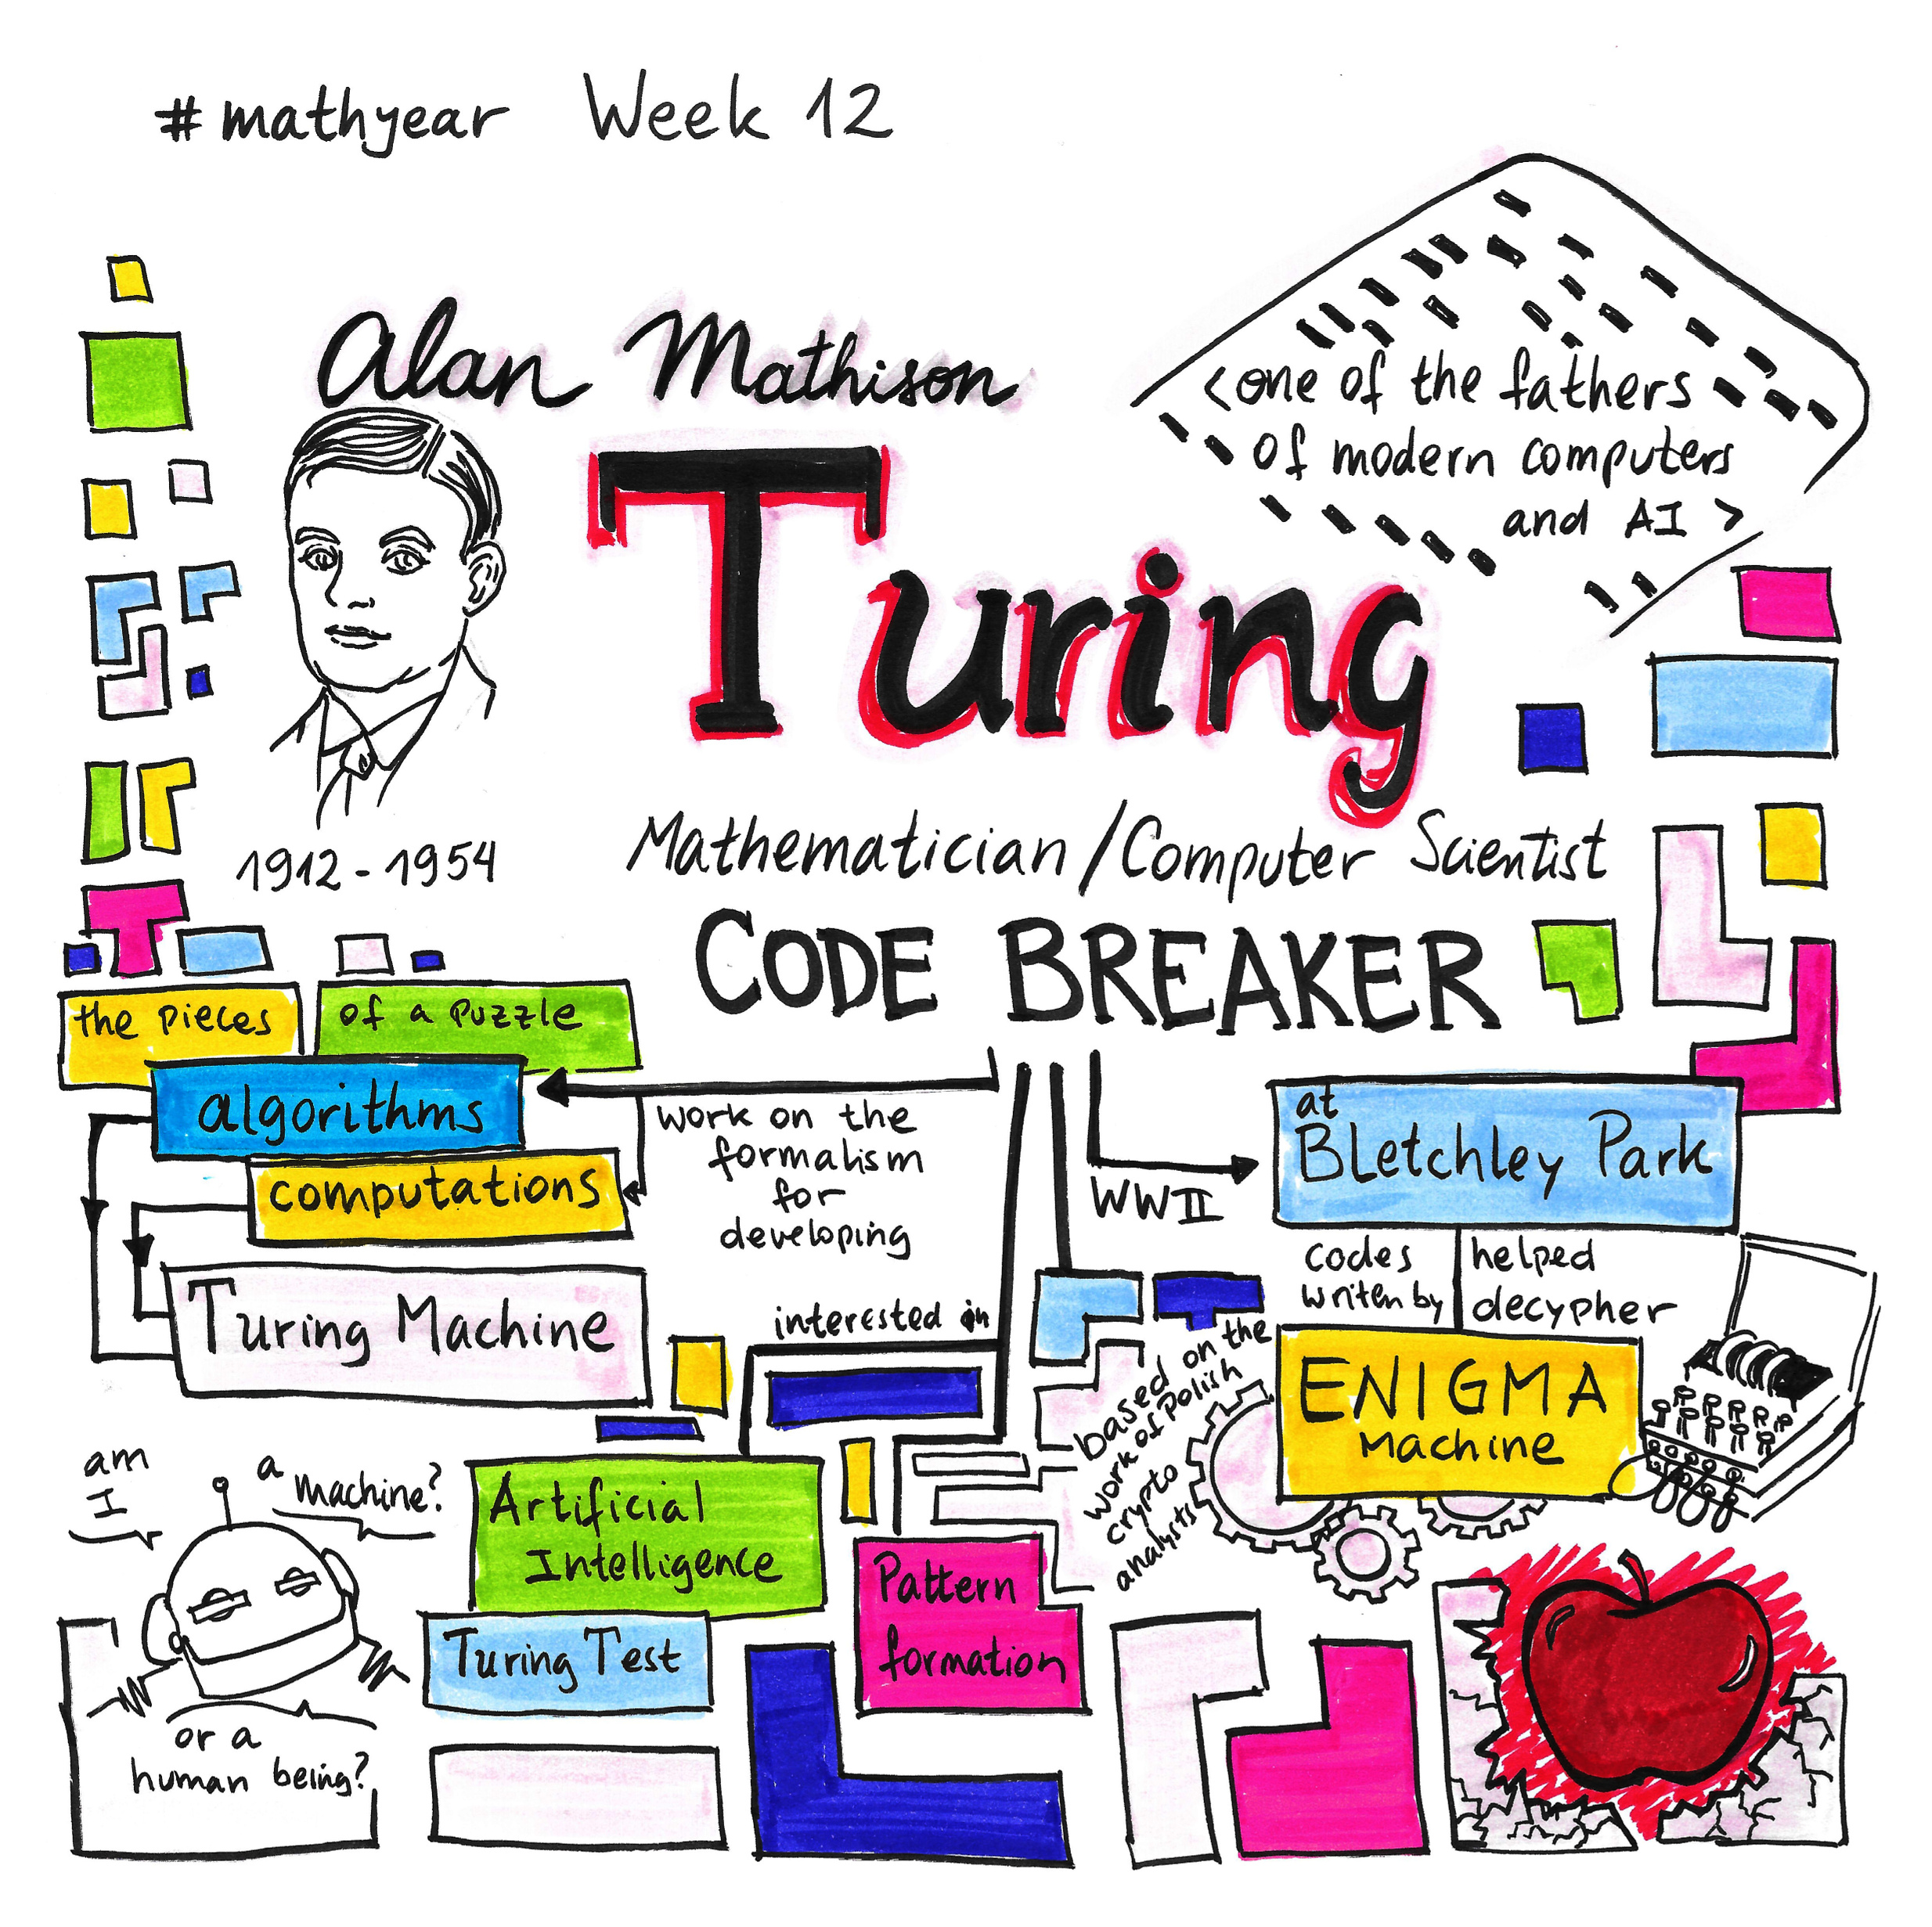 #mathyear Week 12
Alan Mathison
Turing
<one of the fathers
of modern computers
and AI >
1912-1954
Mathematician/Computer Scientist
CODE BREAKER
the pieces
of a puzzle
algorithms
computations
Turing Machine
work on the
formalism
for
developing
WWII
at
Bletchley Park
codes
writen by
helped
decypher
ENIGMA
Machine
based on the
work of Polish
crypto
analysts
interested in
Artificial
Intelligence
Turing Test
Pattern
formation
am
I
a
machine?
or a
human being?